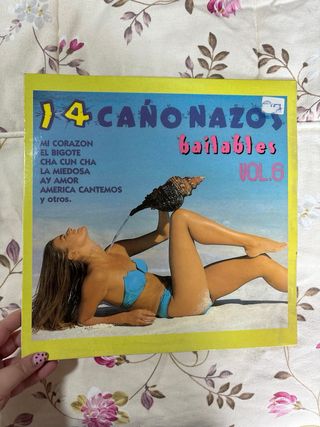 14 CAÑONAZOS
bailables
VOL.6
MI CORAZON
EL BIGOTE
CHA CUN CHA
LA MIEDOSA
AY AMOR
AMERICA CANTEMOS
y otros.